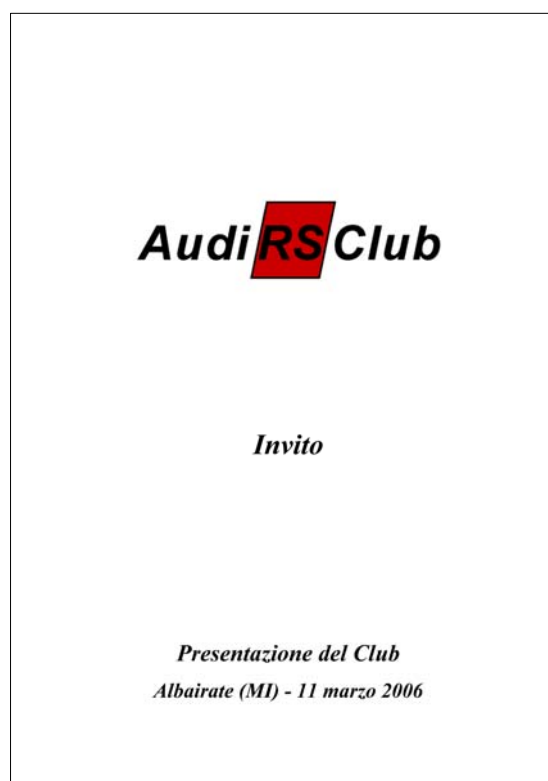 Audi RS Club
Invito
Presentazione del Club
Albairate (MI) - 11 marzo 2006